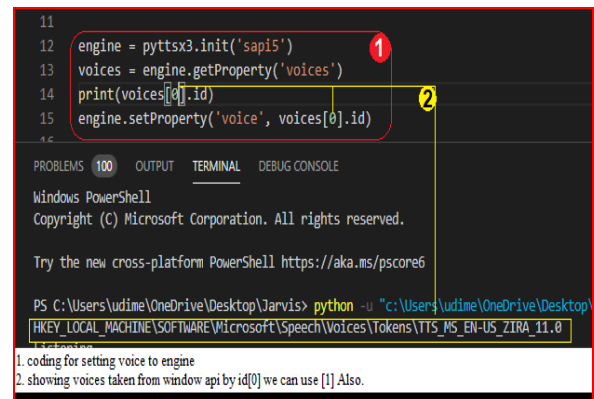 11
12 engine = pyttsx3.init('sapi5')
1
13 voices = engine.getProperty('voices')
14 print(voices[0].id)
2
15 engine.setProperty('voice', voices[0].id)
16
PROBLEMS 100 OUTPUT TERMINAL DEBUG CONSOLE
Windows PowerShell
Copyright (C) Microsoft Corporation. All rights reserved.
Try the new cross-platform PowerShell https://aka.ms/pscore6
PS C:\Users\udime\OneDrive\Desktop\Jarvis> python -u "c:\Users\udime\OneDrive\Desktop\
HKEY_LOCAL_MACHINE\SOFTWARE\Microsoft\Speech\Voices\Tokens\TTS_MS_EN-US_ZIRA_11.0
Listening
1. coding for setting voice to engine
2. showing voices taken from window api by id[0] we can use [1] Also.